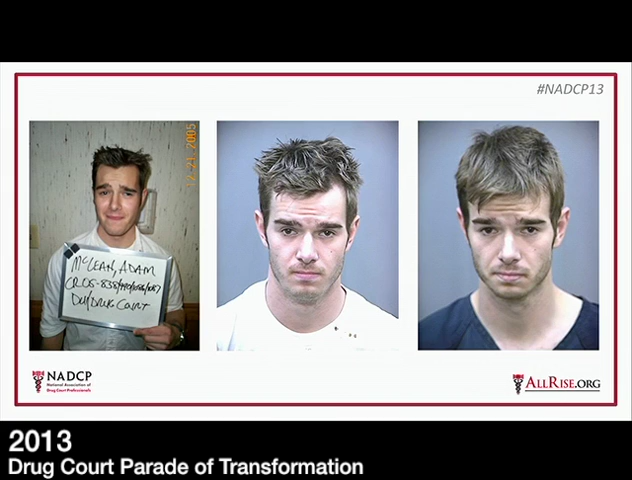 #NADCP13
12-21 2005
MCLEAN, ADAM
CR05-
DUI/DRUG COURT
NADCP
National Association of
Drug Court Professionals
ALLRISE.ORG
2013
Drug Court Parade of Transformation